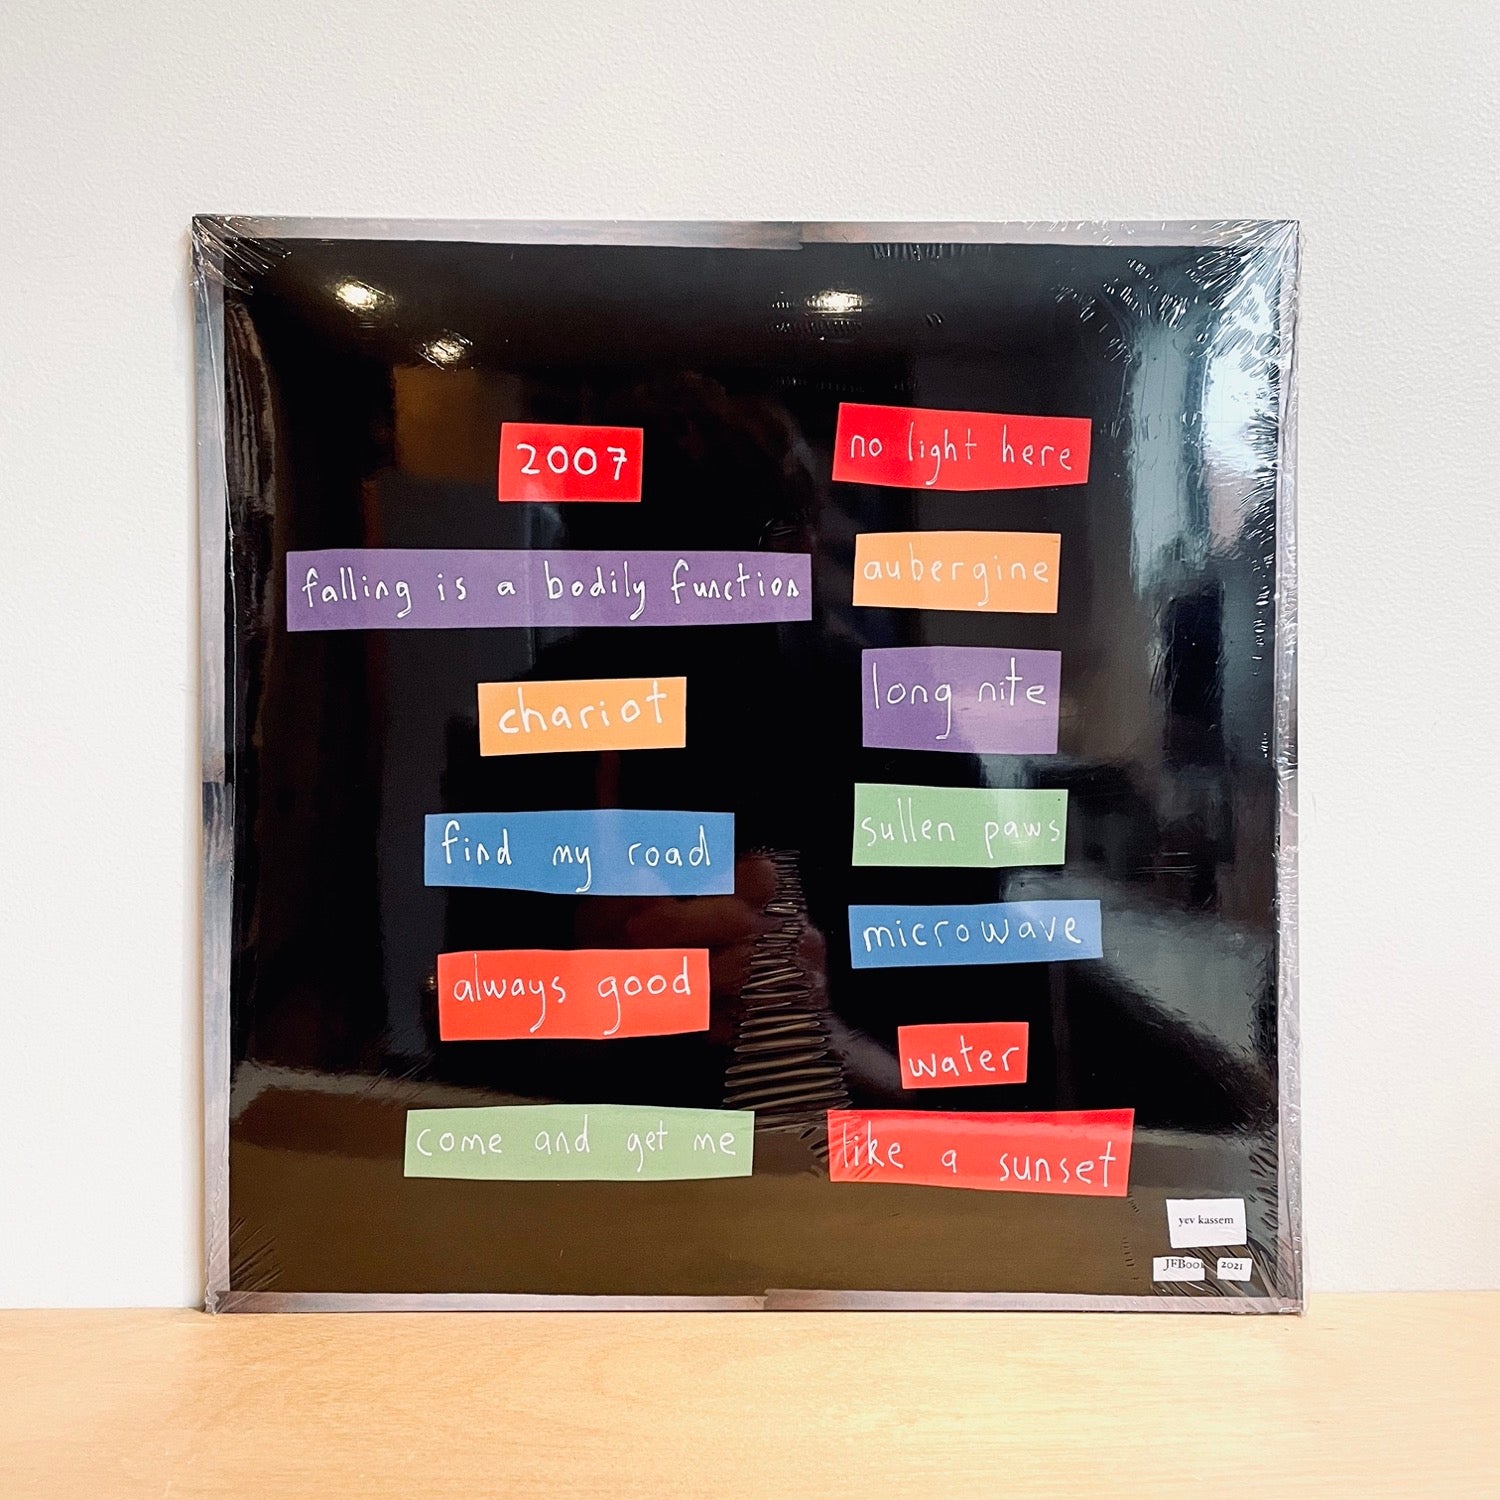 2007
falling is a bodily function
chariot
find my road
always good
come and get me
no light here
aubergine
long nite
sullen paws
microwave
water
like a sunset
yev kassem
2021